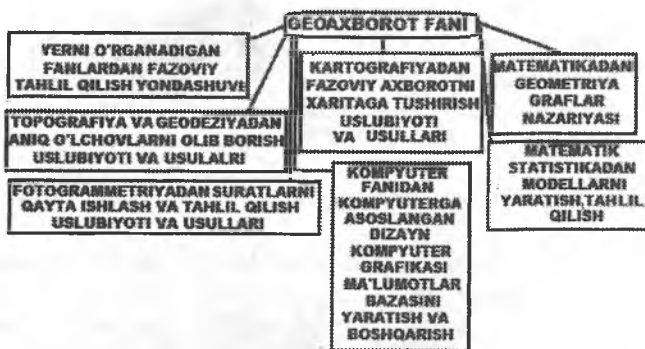 GEOAXBOROT FANI
YERNI O'RGANADIGAN
FANLARDAN FAZOVIY
TAHLIL QILISH YONDASHUVI
KARTOGRAFIYADAN
FAZOVIY AXBOROTNI
XARITAGA TUSHIRISH
USLUBIYOTI
VA USULLARI
MATEMATIKADAN
GEOMETRIYA
GRAFLAR
NAZARIYASI
TOPOGRAFIYA VA GEODEZIYADAN
ANIQ O'LCHOVLARNI OLIB BORISH
USLUBIYOTI VA USULALRI
MATEMATIK
STATISTIKADAN
MODELLARNI
YARATISH,TAHLIL
QILISH
FOTOGRAMMETRIYADAN SURATLARNI
QAYTA ISHLASH VA TAHLIL QILISH
USLUBIYOTI VA USULLARI
KOMPYUTER
FANIDAN
KOMPYUTERGA
ASOSLANGAN
DIZAYN
KOMPYUTER
GRAFIKASI
MA'LUMOTLAR
BAZASINI
YARATISH VA
BOSHQARISH